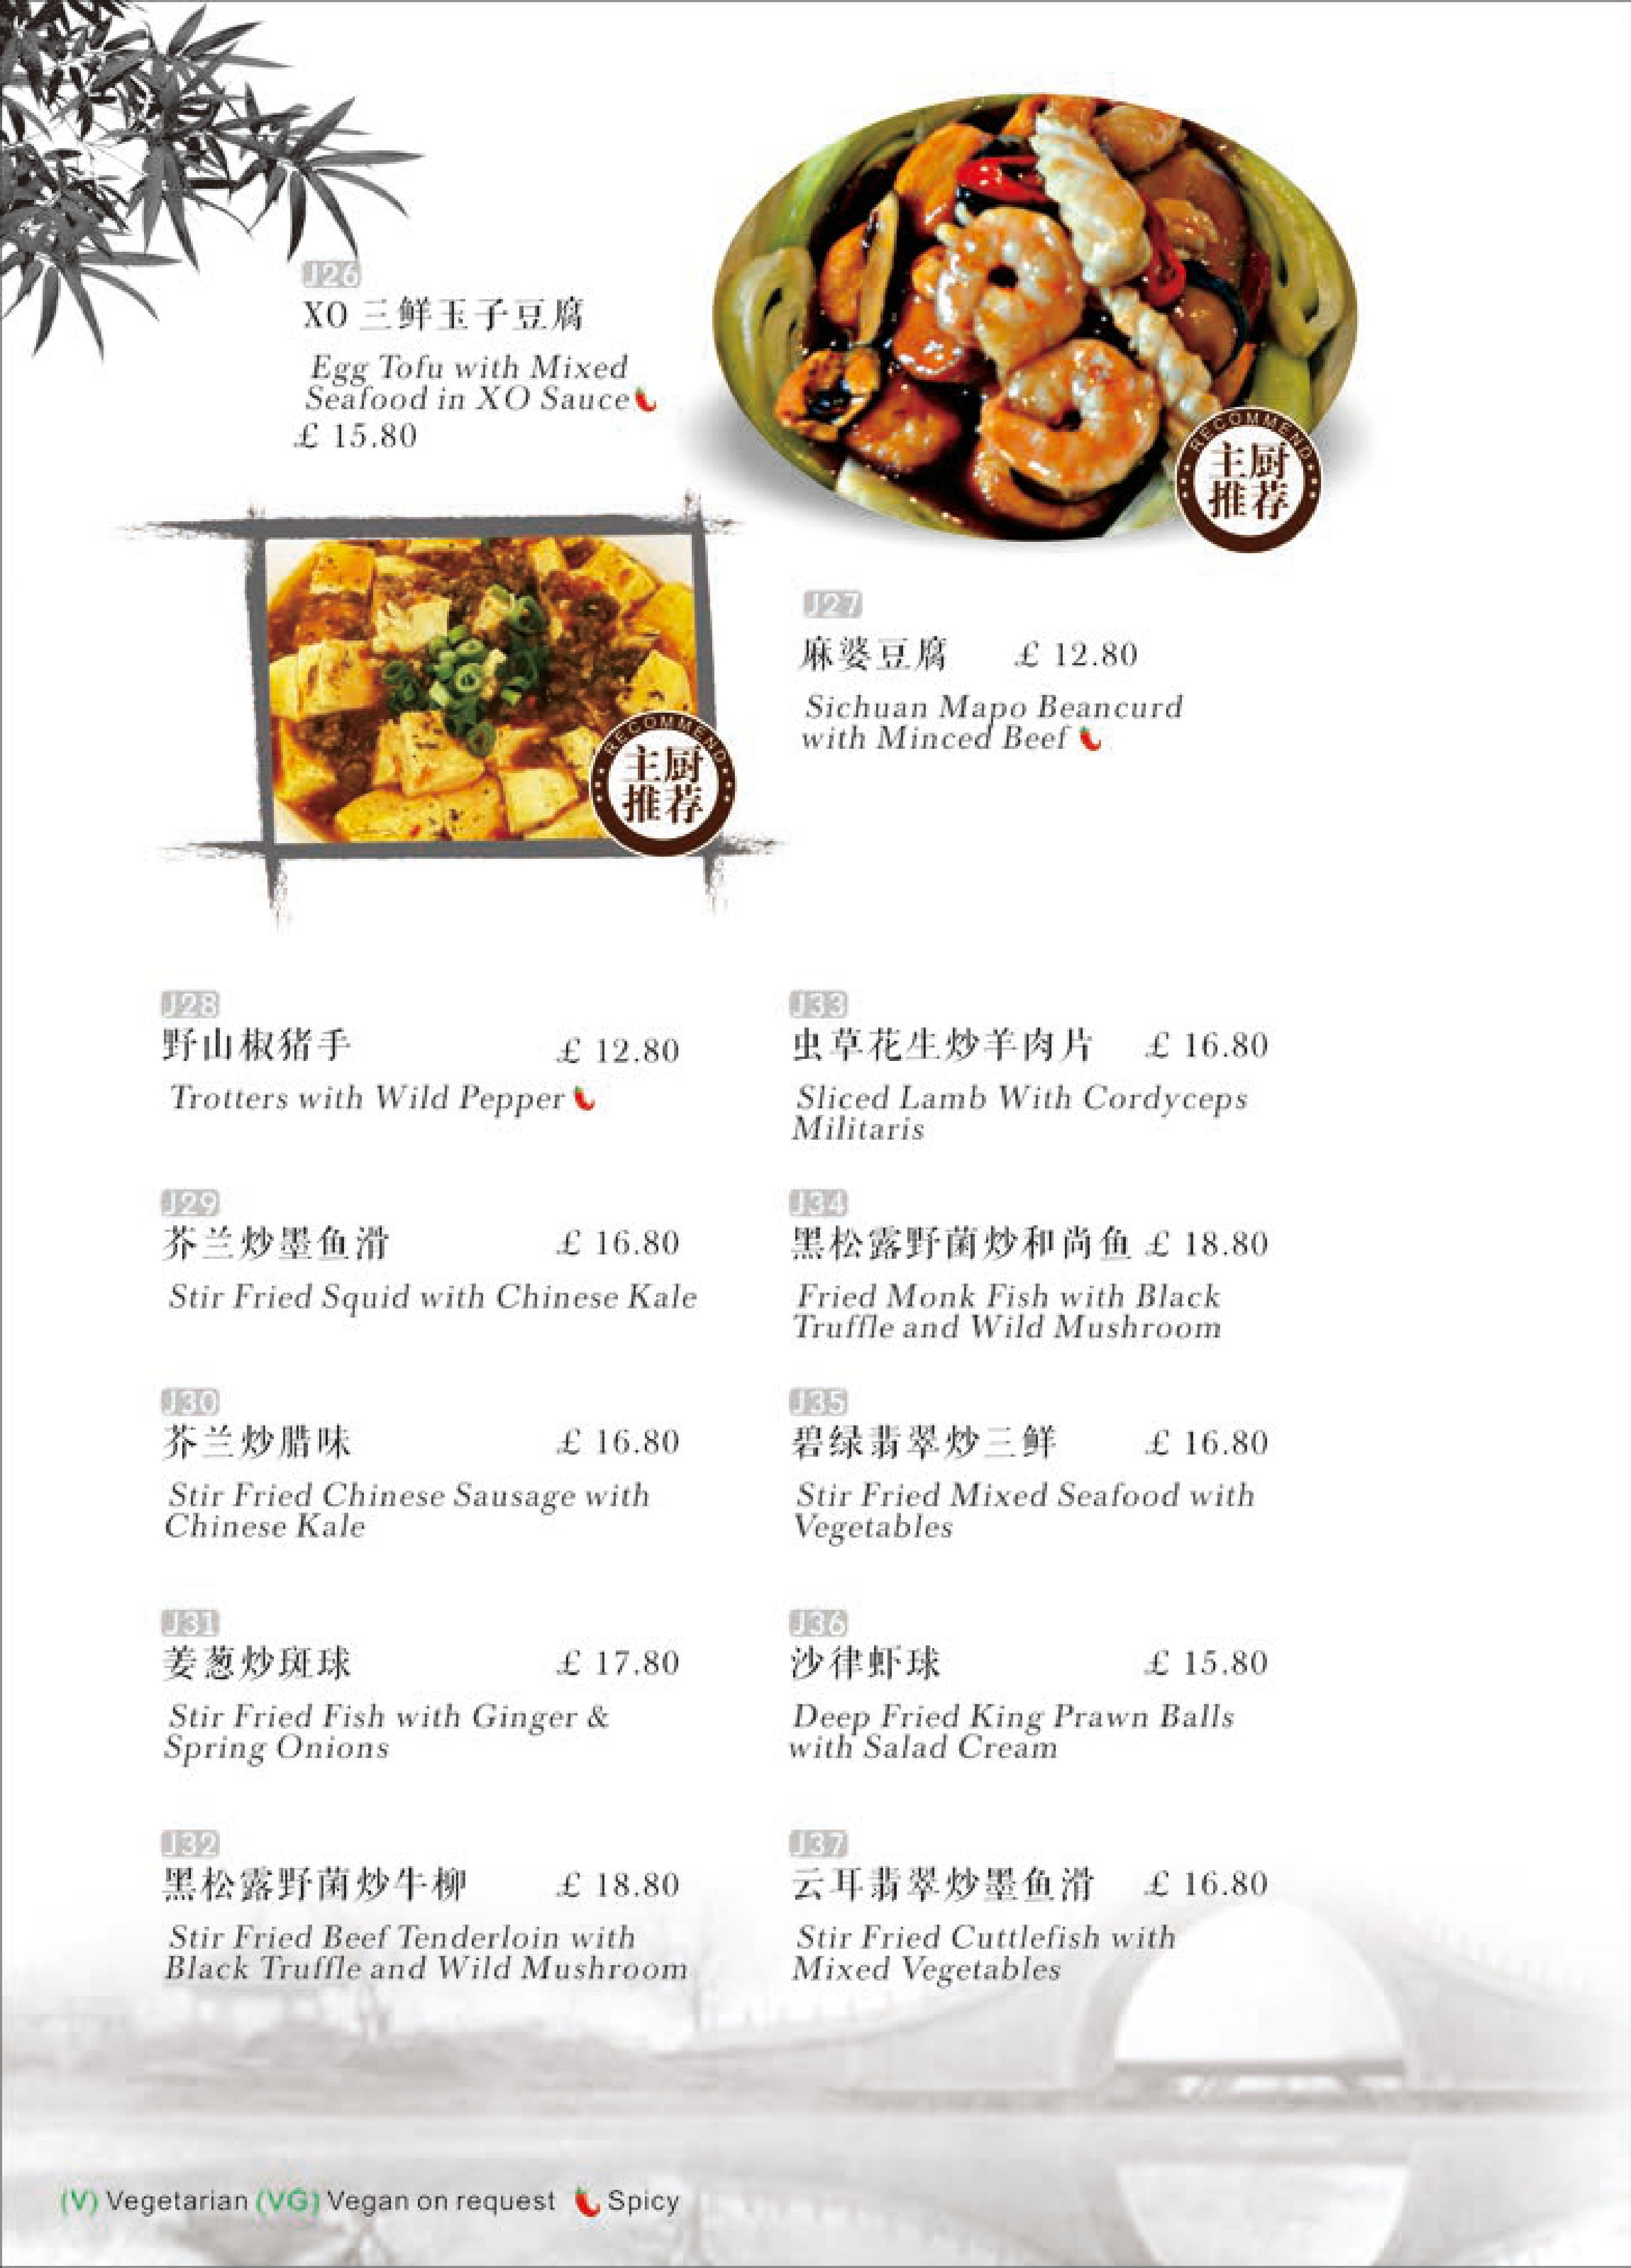 J26
XO 三鲜玉子豆腐
Egg Tofu with Mixed
Seafood in XO Sauce
£ 15.80
RECOMMEND
主厨
推荐
J27
麻婆豆腐 £ 12.80
Sichuan Mapo Beancurd
with Minced Beef
RECOMMEND
主厨
推荐
J28
野山椒猪手 £ 12.80
Trotters with Wild Pepper
J29
芥兰炒墨鱼滑 £ 16.80
Stir Fried Squid with Chinese Kale
J30
芥兰炒腊味 £ 16.80
Stir Fried Chinese Sausage with
Chinese Kale
J31
姜葱炒斑球 £ 17.80
Stir Fried Fish with Ginger &
Spring Onions
J32
黑松露野菌炒牛柳 £ 18.80
Stir Fried Beef Tenderloin with
Black Truffle and Wild Mushroom
J33
虫草花生炒羊肉片 £ 16.80
Sliced Lamb With Cordyceps
Militaris
J34
黑松露野菌炒和尚鱼 £ 18.80
Fried Monk Fish with Black
Truffle and Wild Mushroom
J35
碧绿翡翠炒三鲜 £ 16.80
Stir Fried Mixed Seafood with
Vegetables
J36
沙律虾球 £ 15.80
Deep Fried King Prawn Balls
with Salad Cream
J37
云耳翡翠炒墨鱼滑 £ 16.80
Stir Fried Cuttlefish with
Mixed Vegetables
(V) Vegetarian (VG) Vegan on request Spicy